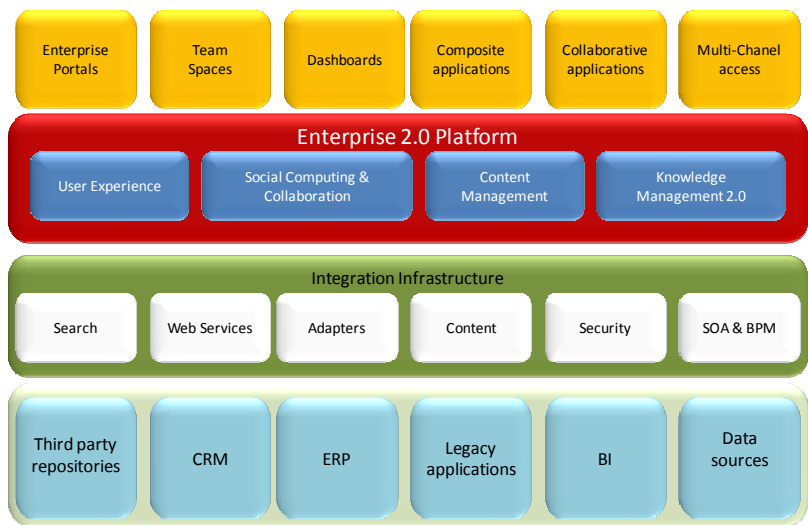 Enterprise
Portals
Team
Spaces
Dashboards
Composite
applications
Collaborative
applications
Multi-Chanel
access
Enterprise 2.0 Platform
User Experience
Social Computing &
Collaboration
Content
Management
Knowledge
Management 2.0
Integration Infrastructure
Search
Web Services
Adapters
Content
Security
SOA & BPM
Third party
repositories
CRM
ERP
Legacy
applications
BI
Data
sources